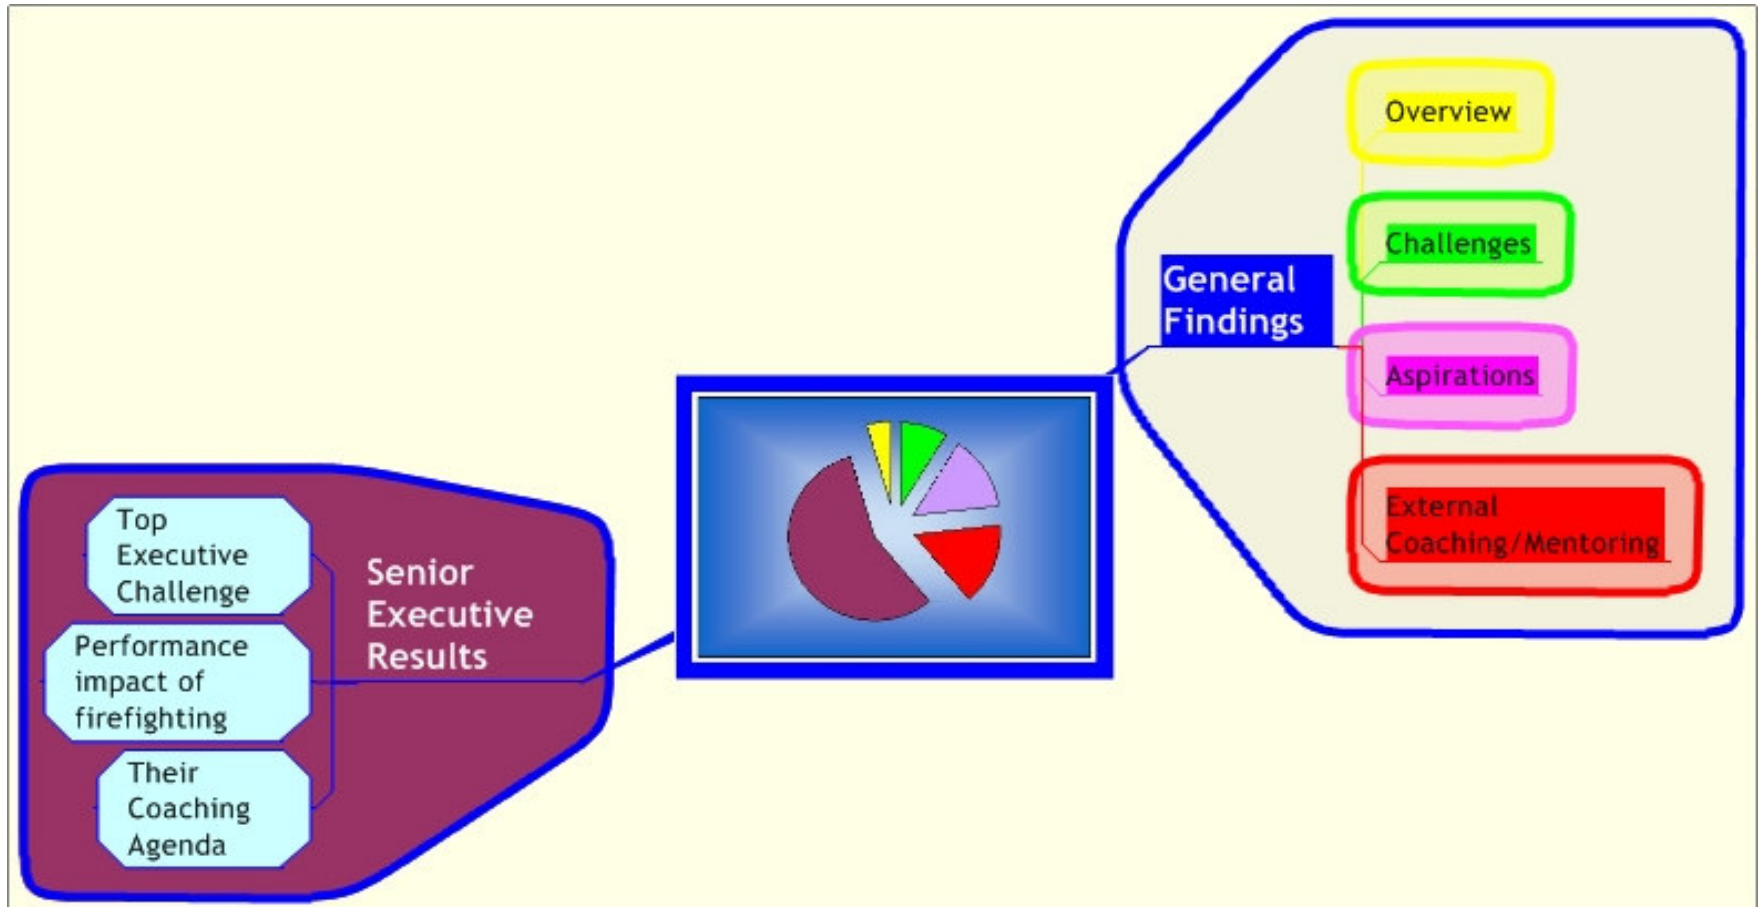 Overview
Challenges
General
Findings
Aspirations
External
Coaching/Mentoring
Top
Executive
Challenge
Senior
Executive
Results
Performance
impact of
firefighting
Their
Coaching
Agenda